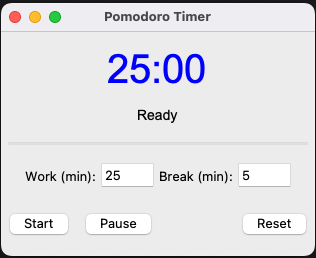 Pomodoro Timer
25:00
Ready
Work (min): 25 Break (min): 5
Start Pause Reset